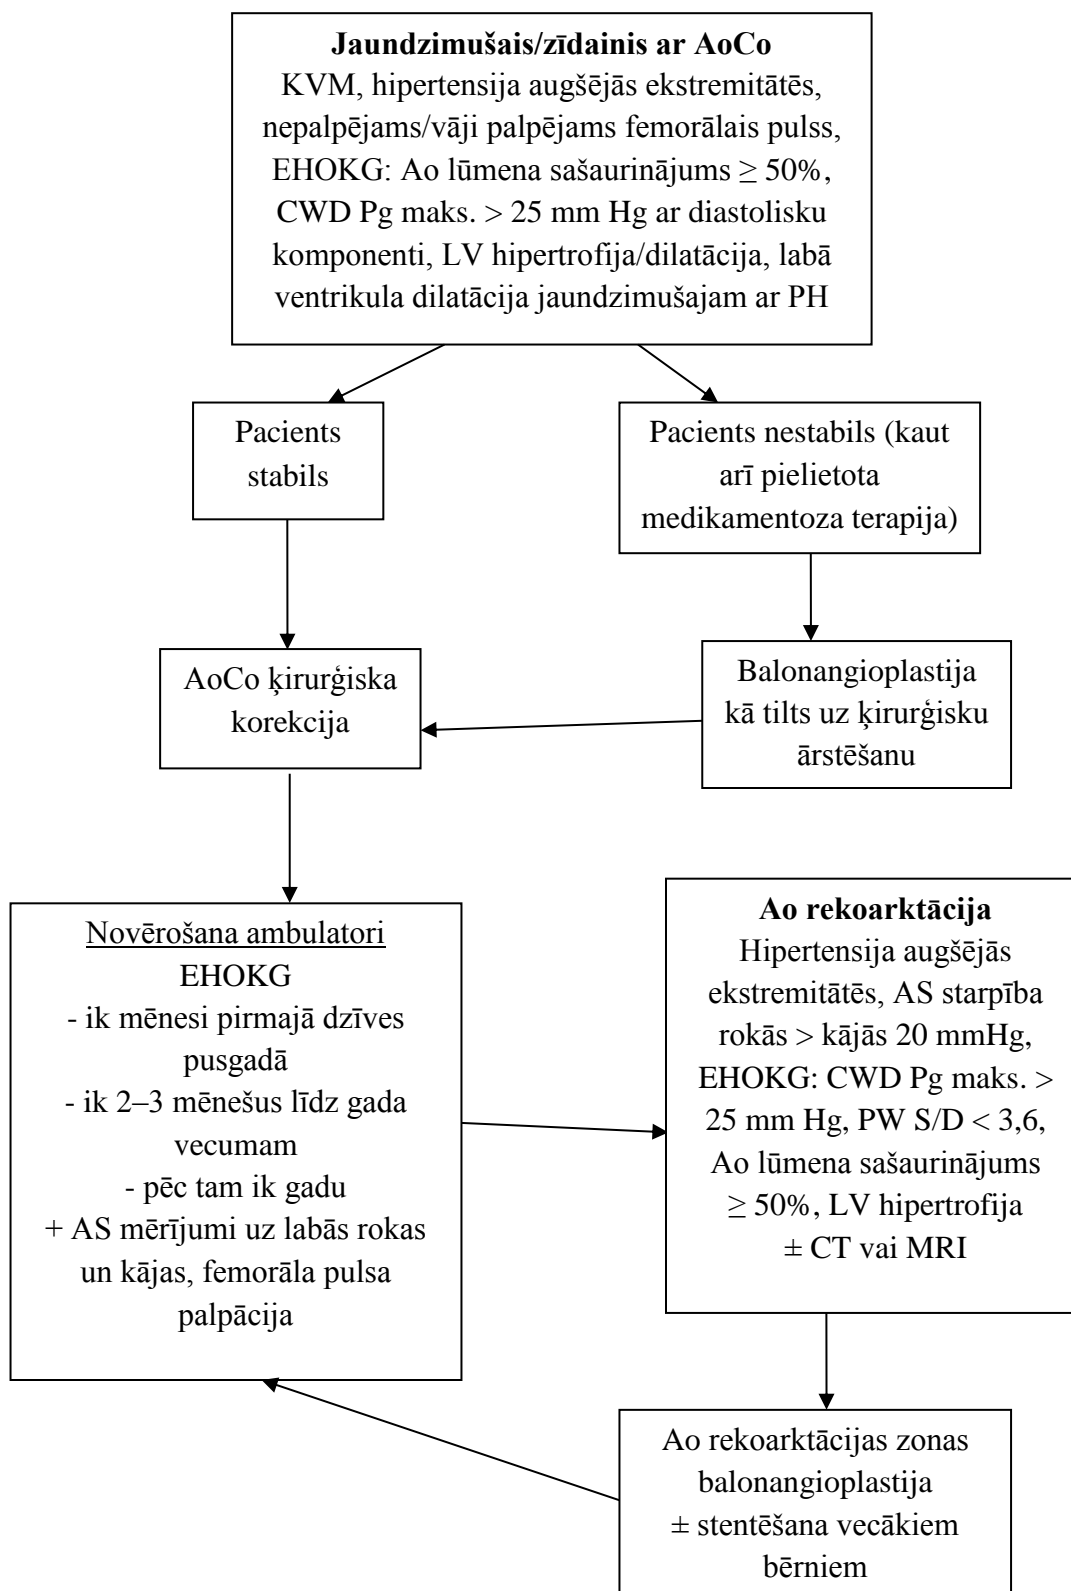 Jaundzimušais/zīdainis ar AoCo
KVM, hipertensija augšējās ekstremitātēs,
nepalpējams/vāji palpējams femorālais pulss,
EHOKG: Ao lūmena sašaurinājums ≥ 50%,
CWD Pg maks. > 25 mm Hg ar diastolisku
komponenti, LV hipertrofija/dilatācija, labā
ventrikula dilatācija jaundzimušajam ar PH
Pacients
stabils
Pacients nestabils (kaut
arī pielietota
medikamentoza terapija)
AoCo ķirurģiska
korekcija
Balonangioplastija
kā tilts uz ķirurģisku
ārstēšanu
Novērošana ambulatori
EHOKG
- ik mēnesi pirmajā dzīves
pusgadā
- ik 2–3 mēnešus līdz gada
vecumam
- pēc tam ik gadu
+ AS mērījumi uz labās rokas
un kājas, femorāla pulsa
palpācija
Ao rekoarktācija
Hipertensija augšējās
ekstremitātēs, AS starpība
rokās > kājās 20 mmHg,
EHOKG: CWD Pg maks. >
25 mm Hg, PW S/D < 3,6,
Ao lūmena sašaurinājums
≥ 50%, LV hipertrofija
± CT vai MRI
Ao rekoarktācijas zonas
balonangioplastija
± stentēšana vecākiem
bērniem